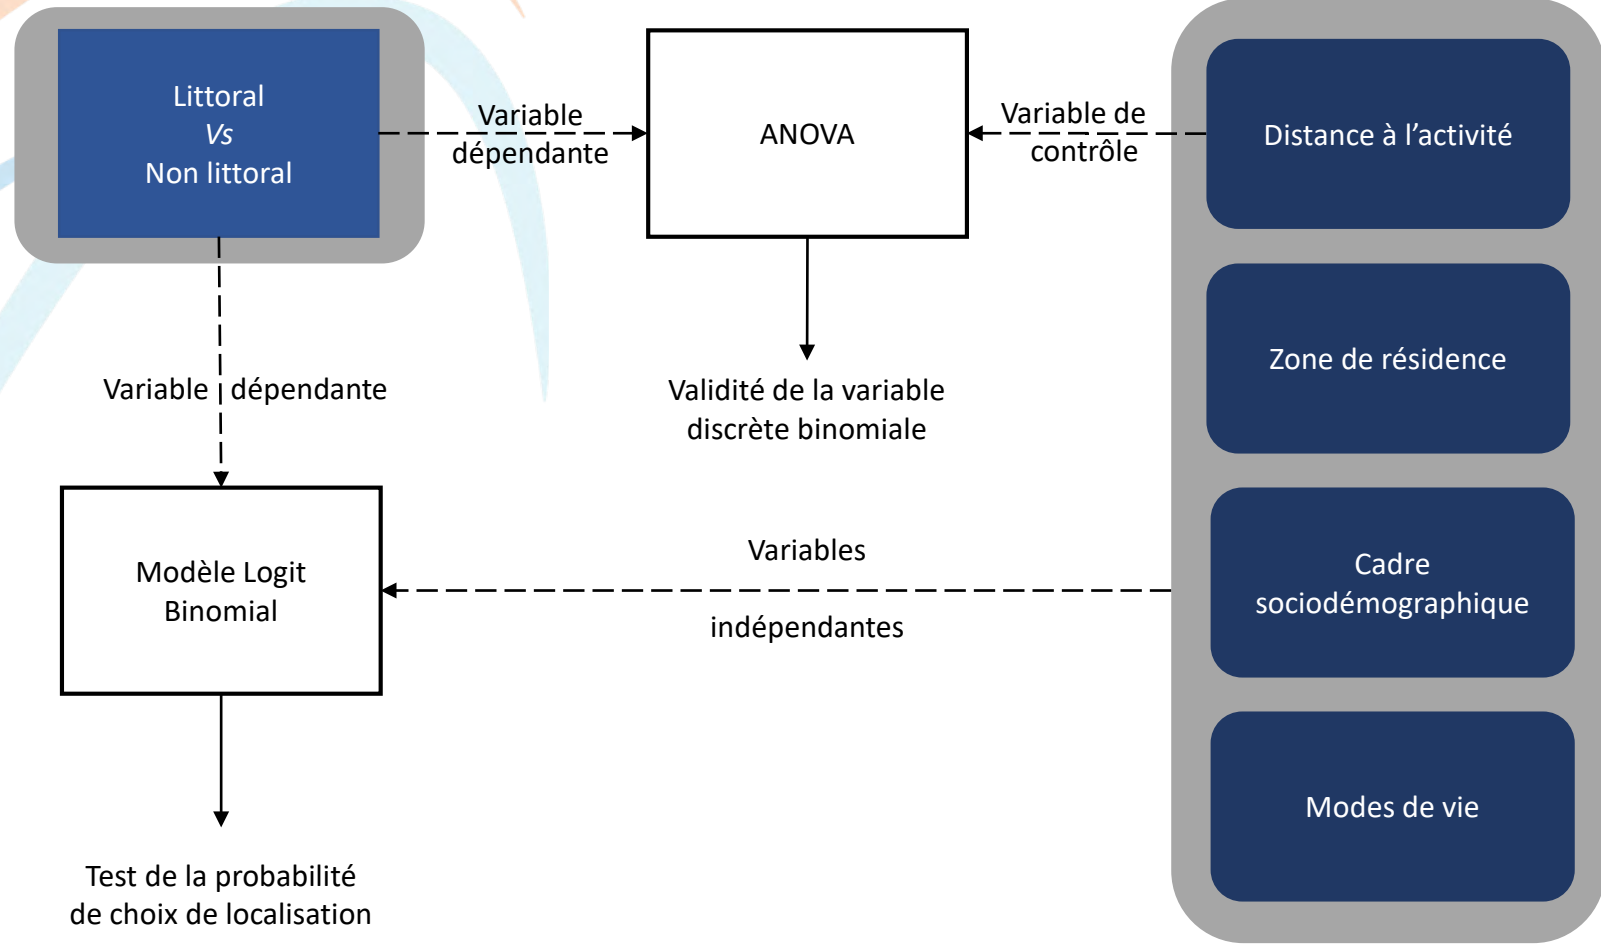 Littoral
Vs
Non littoral
Variable
dépendante
ANOVA
Variable de
contrôle
Distance à l’activité
Zone de résidence
Variable dépendante
Validité de la variable
discrète binomiale
Modèle Logit
Binomial
Variables
indépendantes
Cadre
sociodémographique
Modes de vie
Test de la probabilité
de choix de localisation